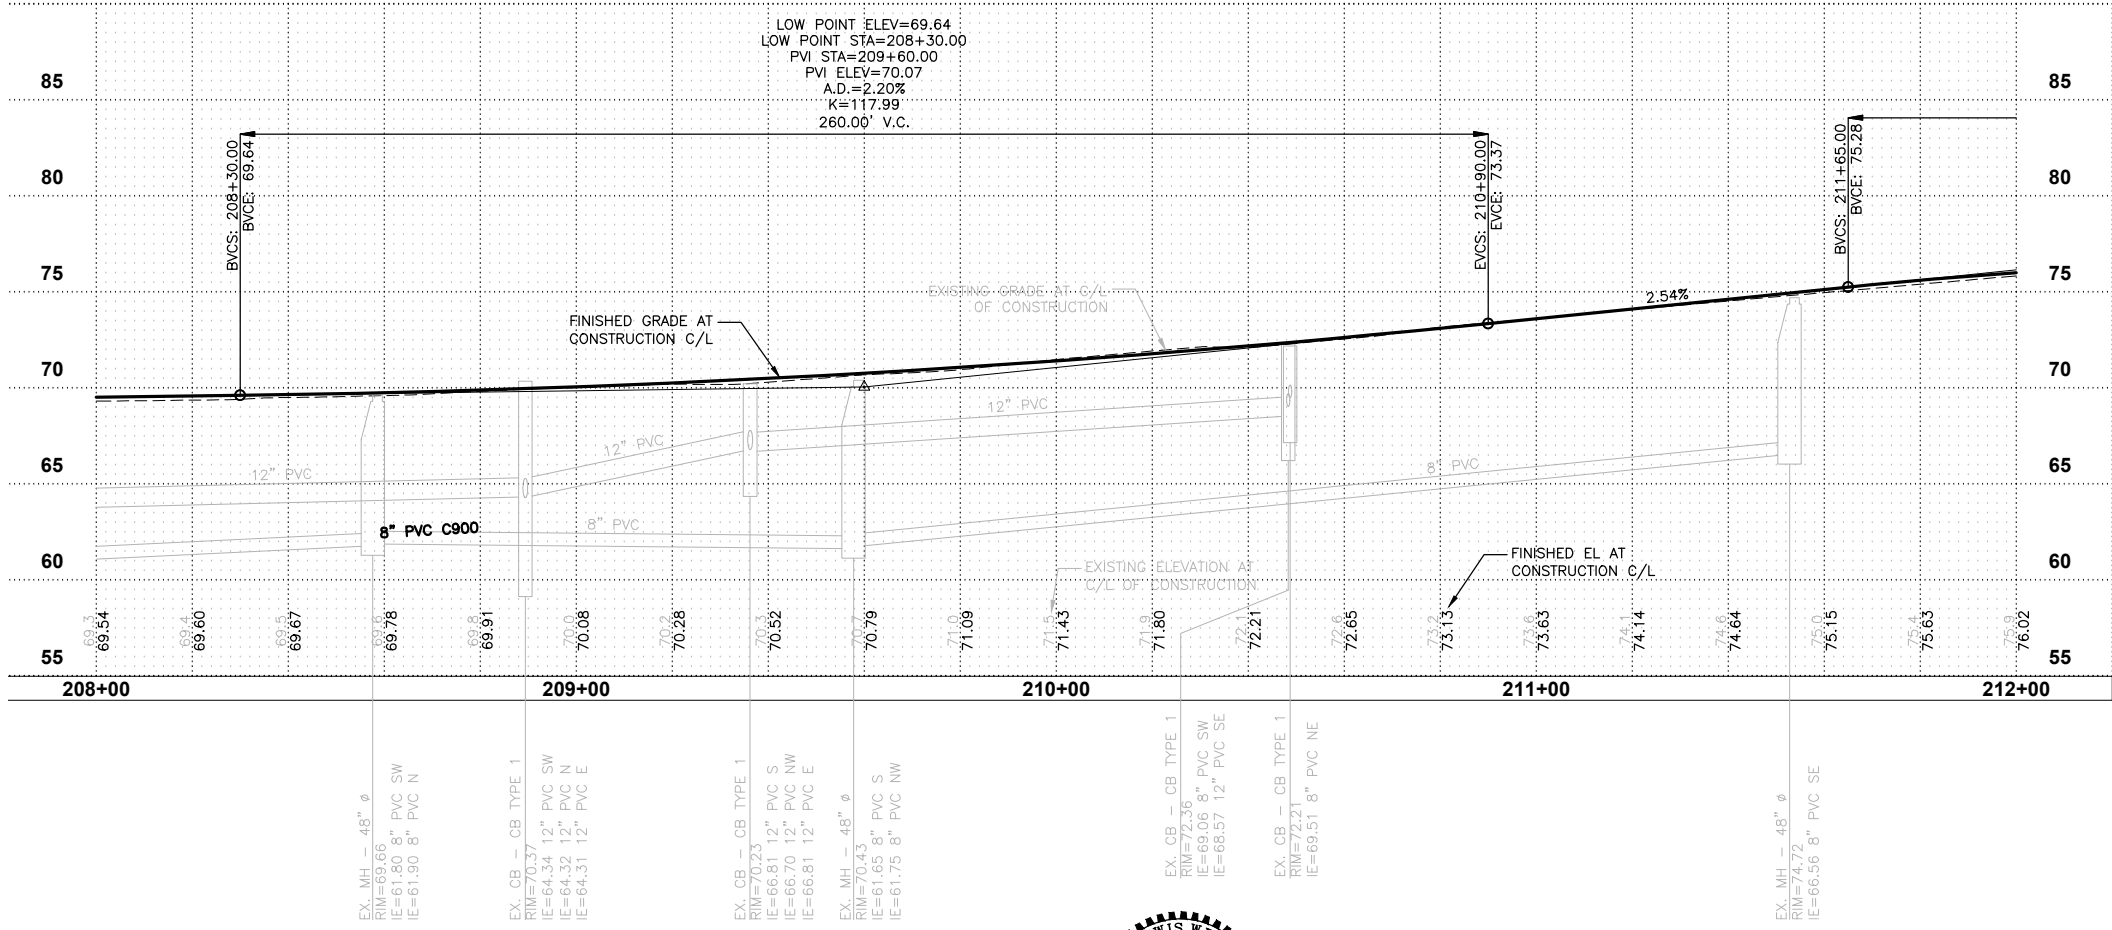 LOW POINT ELEV=69.64
LOW POINT STA=208+30.00
PVI STA=209+60.00
PVI ELEV=70.07
A.D.=2.20%
K=117.99
260.00' V.C.
85
85
80
80
75
75
70
70
65
65
60
60
55
55
BVCS: 208+30.00
BVCE: 69.64
EVCS: 210+90.00
EVCE: 73.37
BVCS: 211+65.00
BVCE: 75.28
EXISTING GRADE AT C/L
OF CONSTRUCTION
2.54%
FINISHED GRADE AT
CONSTRUCTION C/L
12" PVC
12" PVC
12" PVC
8" PVC
8" PVC C900
8" PVC
EXISTING ELEVATION AT
C/L OF CONSTRUCTION
FINISHED EL AT
CONSTRUCTION C/L
69.3
69.54
69.4
69.60
69.5
69.67
69.6
69.78
69.8
69.91
70.0
70.08
70.2
70.28
70.3
70.52
70.7
70.79
71.0
71.09
71.5
71.43
71.9
71.80
72.1
72.21
72.6
72.65
73.2
73.13
73.6
73.63
74.1
74.14
74.6
74.64
75.0
75.15
75.4
75.63
75.9
76.02
208+00
209+00
210+00
211+00
212+00
EX. MH - 48" ø
RIM=69.66
IE=61.80 8" PVC SW
IE=61.90 8" PVC N
EX. CB - CB TYPE 1
RIM=70.37
IE=64.34 12" PVC SW
IE=64.32 12" PVC N
IE=64.31 12" PVC E
EX. CB - CB TYPE 1
RIM=70.23
IE=66.81 12" PVC S
IE=66.70 12" PVC NW
IE=66.81 12" PVC E
EX. MH - 48" ø
RIM=70.43
IE=61.65 8" PVC S
IE=61.75 8" PVC NW
EX. CB - CB TYPE 1
RIM=72.36
IE=69.06 8" PVC SW
IE=68.57 12" PVC SE
EX. CB - CB TYPE 1
RIM=72.21
IE=69.51 8" PVC NE
EX. MH - 48" ø
RIM=74.72
IE=66.56 8" PVC SE